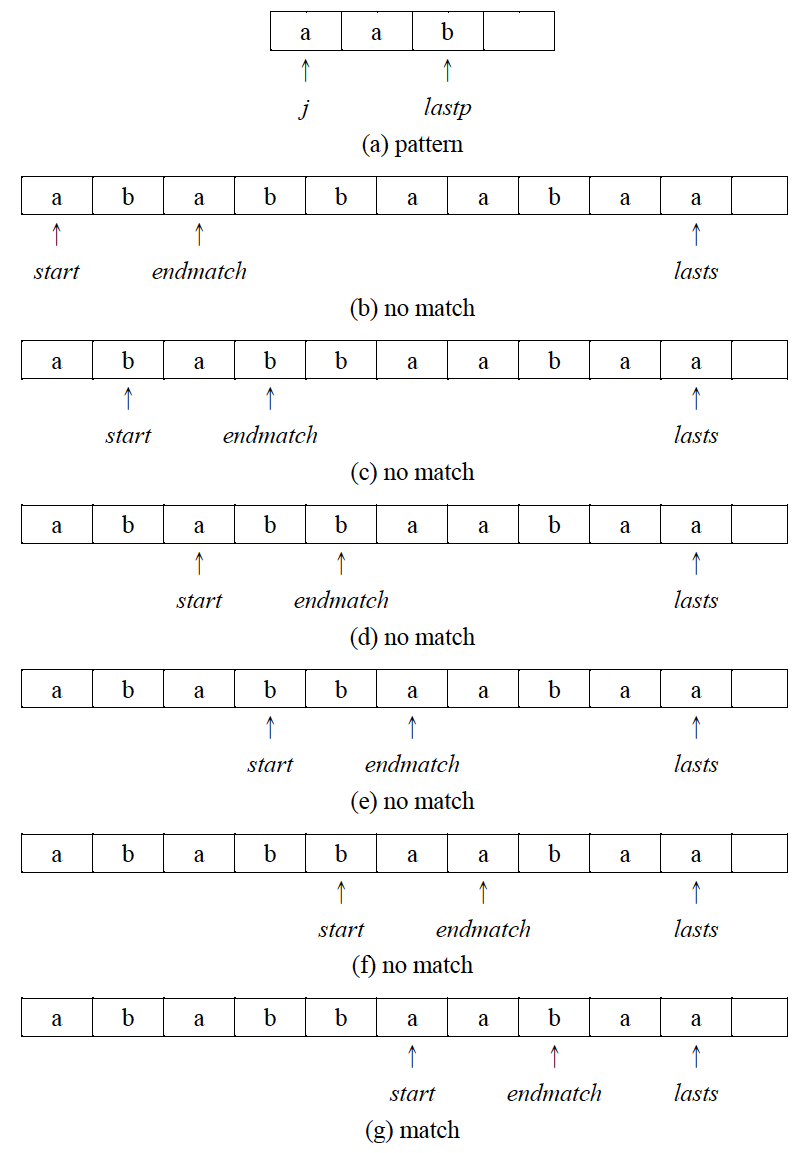 a a b
j lastp
(a) pattern
a b a b b a a b a a
start endmatch lasts
(b) no match
a b a b b a a b a a
start endmatch lasts
(c) no match
a b a b b a a b a a
start endmatch lasts
(d) no match
a b a b b a a b a a
start endmatch lasts
(e) no match
a b a b b a a b a a
start endmatch lasts
(f) no match
a b a b b a a b a a
start endmatch lasts
(g) match